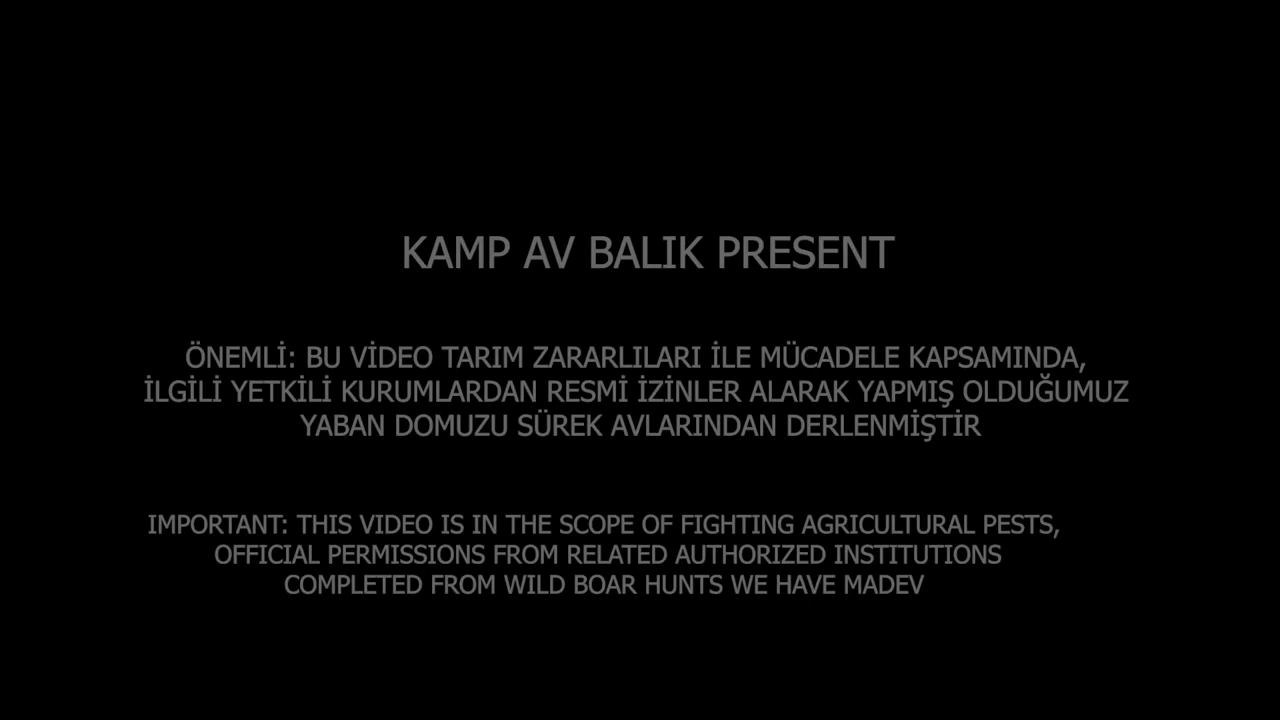 KAMP AV BALIK PRESENT
ÖNEMLİ: BU VİDEO TARIM ZARARLILARI İLE MÜCADELE KAPSAMINDA,
İLGİLİ YETKİLİ KURUMLARDAN RESMİ İZİNLER ALARAK YAPMIŞ OLDUĞUMUZ
YABAN DOMUZU SÜREK AVLARINDAN DERLENMİŞTİR
IMPORTANT: THIS VIDEO IS IN THE SCOPE OF FIGHTING AGRICULTURAL PESTS,
OFFICIAL PERMISSIONS FROM RELATED AUTHORIZED INSTITUTIONS
COMPLETED FROM WILD BOAR HUNTS WE HAVE MADEV